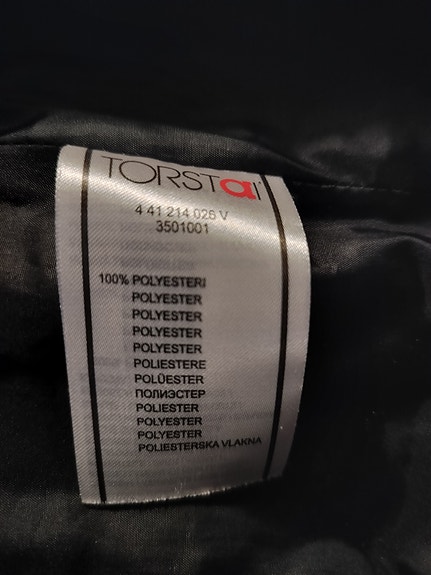 TORSTAI
4 41 214 026 V
3501001
100% POLYESTERI
POLYESTER
POLYESTER
POLYESTER
POLYESTER
POLIESTERE
POLÜESTER
ПОЛИЭСТЕР
POLIESTER
POLYESTER
POLYESTER
POLIESTERSKA VLAKNA